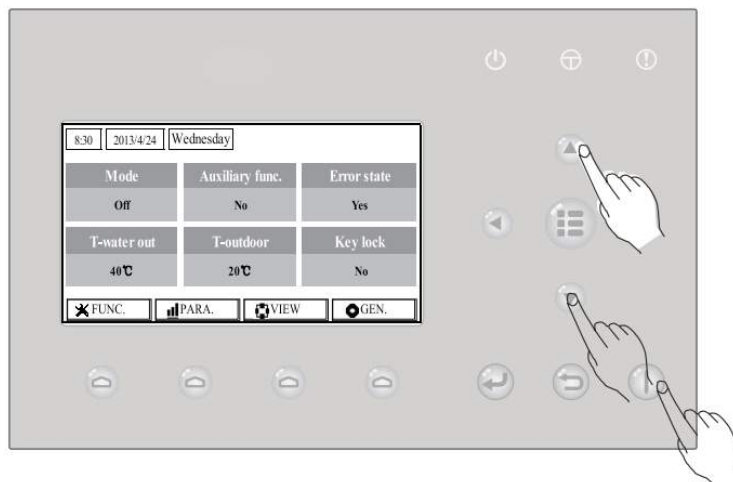 8:30 2013/4/24 Wednesday
Mode Auxiliary func. Error state
Off No Yes
T-water out T-outdoor Key lock
40℃ 20℃ No
FUNC. PARA. VIEW GEN.